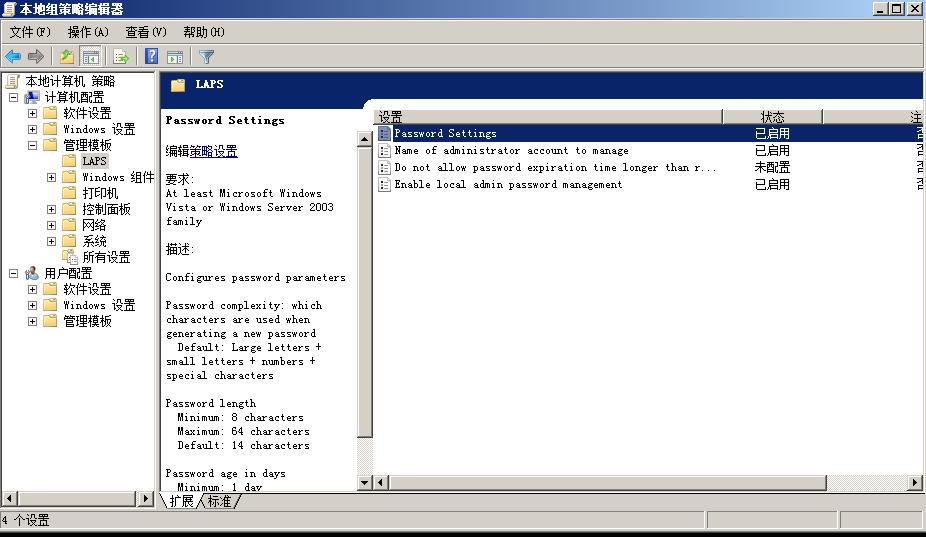 本地组策略编辑器
文件(F) 操作(A) 查看(V) 帮助(H)
本地计算机 策略
计算机配置
软件设置
Windows 设置
管理模板
LAPS
Windows 组件
打印机
控制面板
网络
系统
所有设置
用户配置
软件设置
Windows 设置
管理模板
LAPS
Password Settings
编辑策略设置
要求:
At least Microsoft Windows
Vista or Windows Server 2003
family
描述:
Configures password parameters
Password complexity: which
characters are used when
generating a new password
Default: Large letters +
small letters + numbers +
special characters
Password length
Minimum: 8 characters
Maximum: 64 characters
Default: 14 characters
Password age in days
Minimum: 1 day
设置 状态 注
Password Settings 已启用 否
Name of administrator account to manage 已启用 否
Do not allow password expiration time longer than r... 未配置 否
Enable local admin password management 已启用 否
扩展 标准
4 个设置